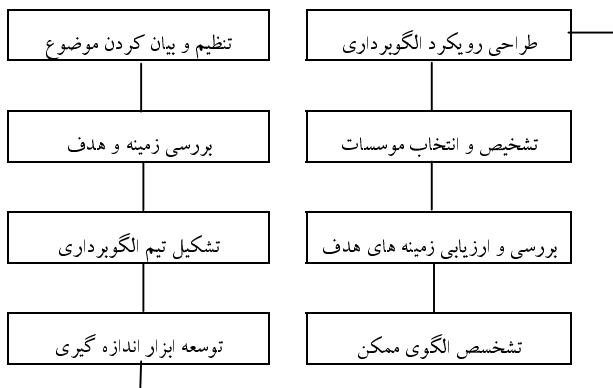 طراحی رویکرد الگوبرداری
تشخیص و انتخاب موسسات
بررسی و ارزیابی زمینه های هدف
تشخسص الگوی ممکن
تنظیم و بیان کردن موضوع
بررسی زمینه و هدف
تشکیل تیم الگوبرداری
توسعه ابزار اندازه گیری